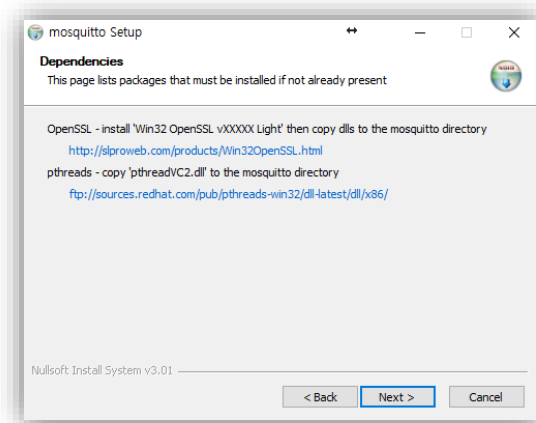 mosquitto Setup
Dependencies
This page lists packages that must be installed if not already present
OpenSSL - install 'Win32 OpenSSL vXXXXX Light' then copy dlls to the mosquitto directory
http://slproweb.com/products/Win32OpenSSL.html
pthreads - copy 'pthreadVC2.dll' to the mosquitto directory
ftp://sources.redhat.com/pub/pthreads-win32/dll-latest/dll/x86/
Nullsoft Install System v3.01
< Back Next > Cancel